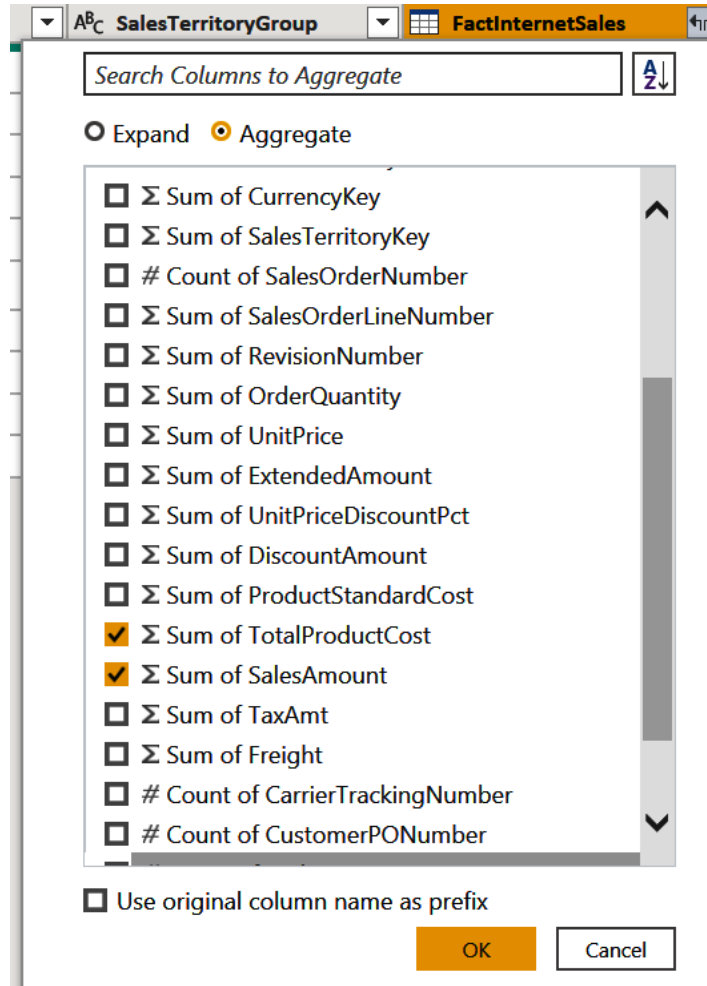 ABC SalesTerritoryGroup FactInternetSales
Search Columns to Aggregate AZ
Expand Aggregate
Σ Sum of CurrencyKey
Σ Sum of SalesTerritoryKey
# Count of SalesOrderNumber
Σ Sum of SalesOrderLineNumber
Σ Sum of RevisionNumber
Σ Sum of OrderQuantity
Σ Sum of UnitPrice
Σ Sum of ExtendedAmount
Σ Sum of UnitPriceDiscountPct
Σ Sum of DiscountAmount
Σ Sum of ProductStandardCost
Σ Sum of TotalProductCost
Σ Sum of SalesAmount
Σ Sum of TaxAmt
Σ Sum of Freight
# Count of CarrierTrackingNumber
# Count of CustomerPONumber
Use original column name as prefix
OK Cancel